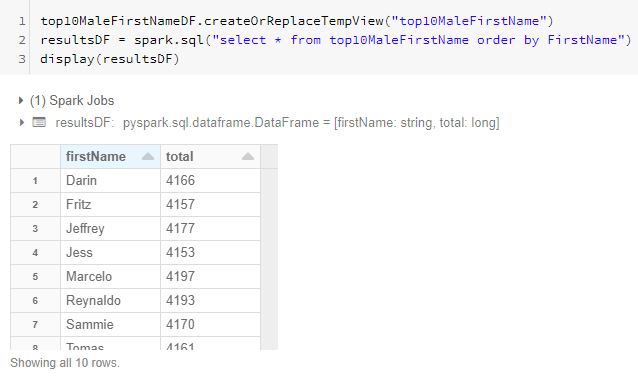 1 top10MaleFirstNameDF.createOrReplaceTempView("top10MaleFirstName")
2 resultsDF = spark.sql("select * from top10MaleFirstName order by FirstName")
3 display(resultsDF)
(1) Spark Jobs
resultsDF: pyspark.sql.dataframe.DataFrame = [firstName: string, total: long]
firstName total
1 Darin 4166
2 Fritz 4157
3 Jeffrey 4177
4 Jess 4153
5 Marcelo 4197
6 Reynaldo 4193
7 Sammie 4170
8 Tomas 4161
Showing all 10 rows.